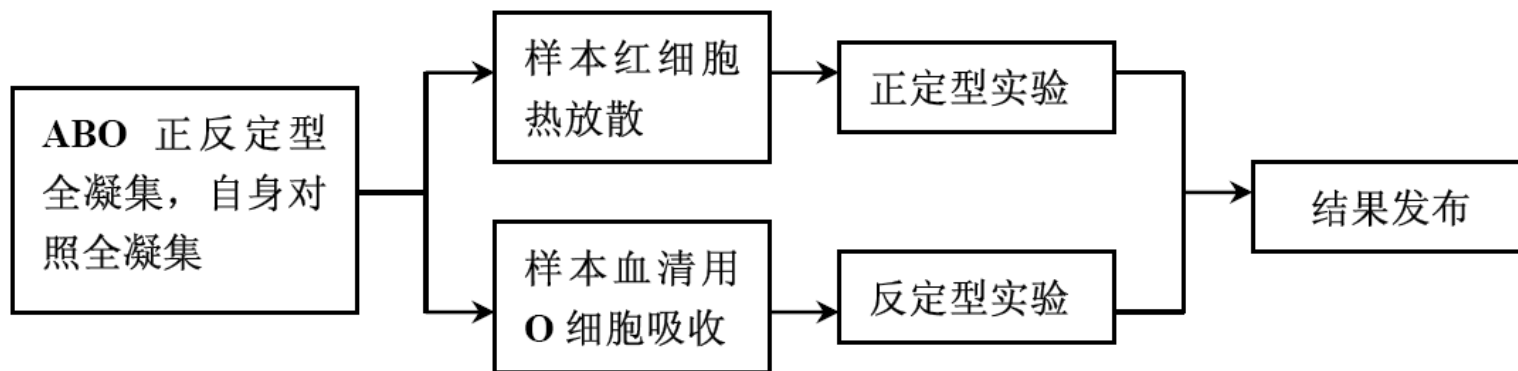 ABO 正反定型
全凝集，自身对
照全凝集
样本红细胞
热放散
正定型实验
样本血清用
O 细胞吸收
反定型实验
结果发布